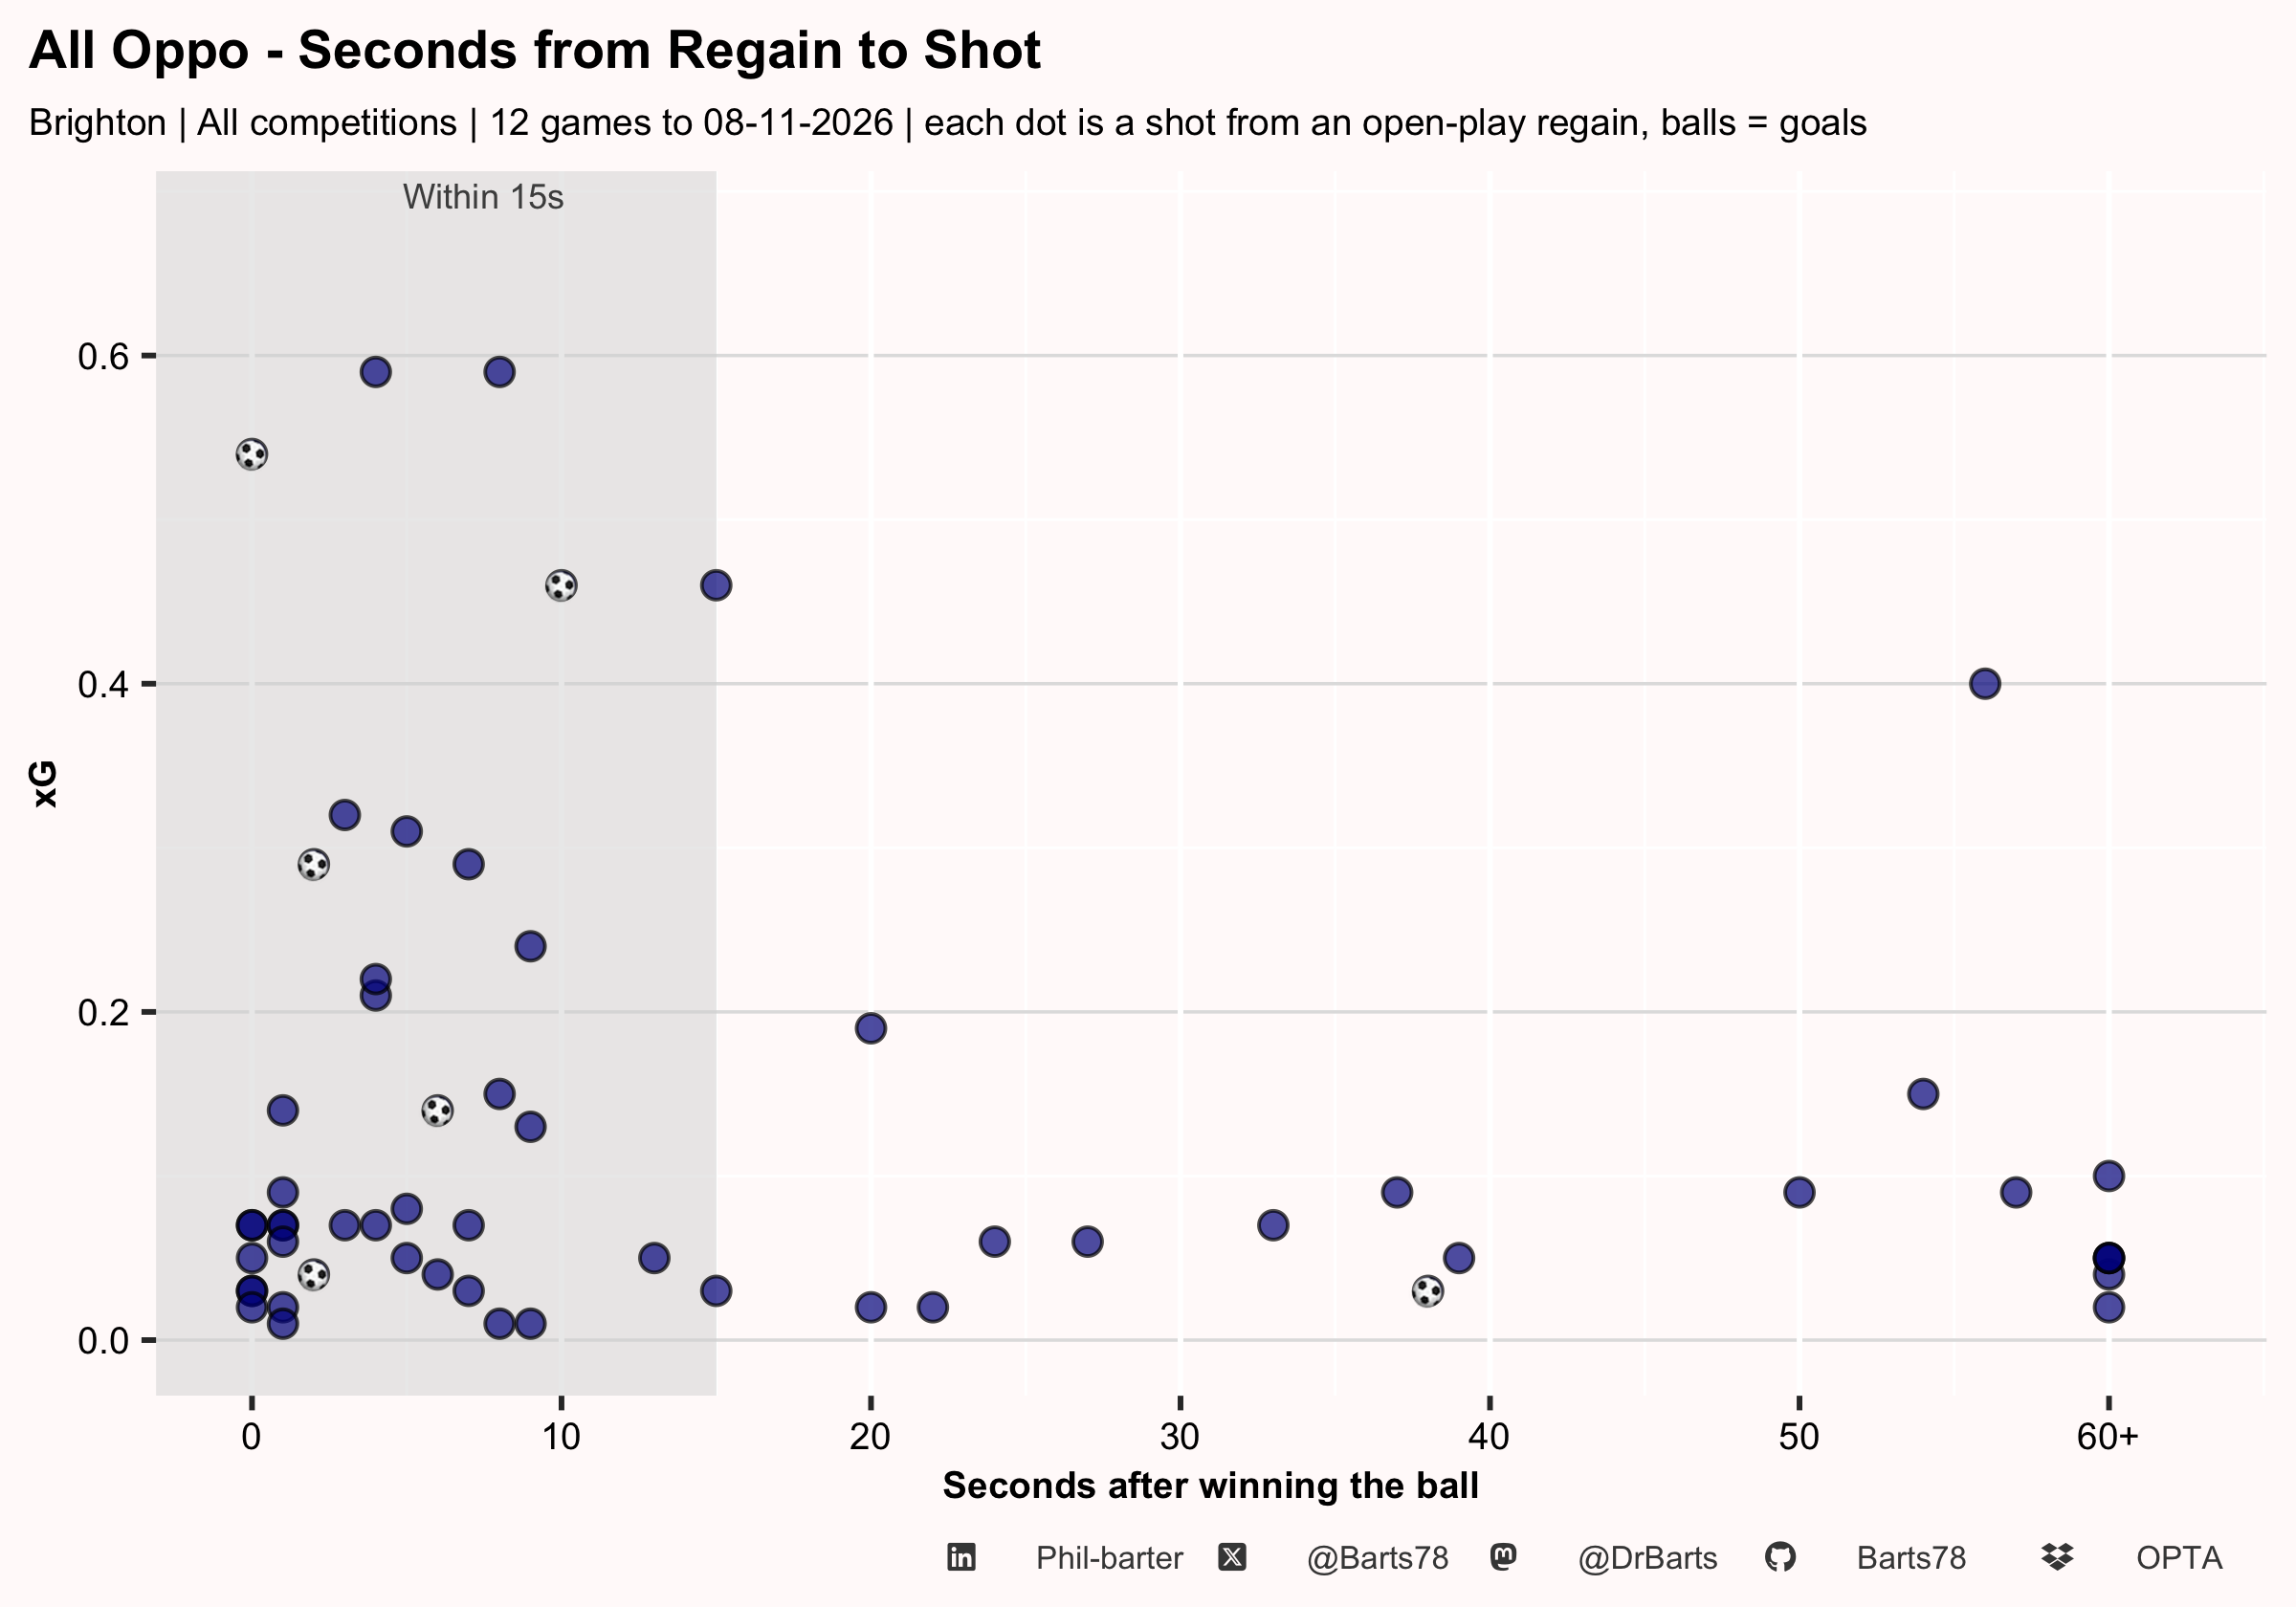 All Oppo - Seconds from Regain to Shot
Brighton | All competitions | 12 games to 08-11-2026 | each dot is a shot from an open-play regain, balls = goals
Within 15s
0.6
0.4
0.2
0.0
xG
0 10 20 30 40 50 60+
Seconds after winning the ball
in Phil-barter X @Barts78 m @DrBarts Barts78 OPTA